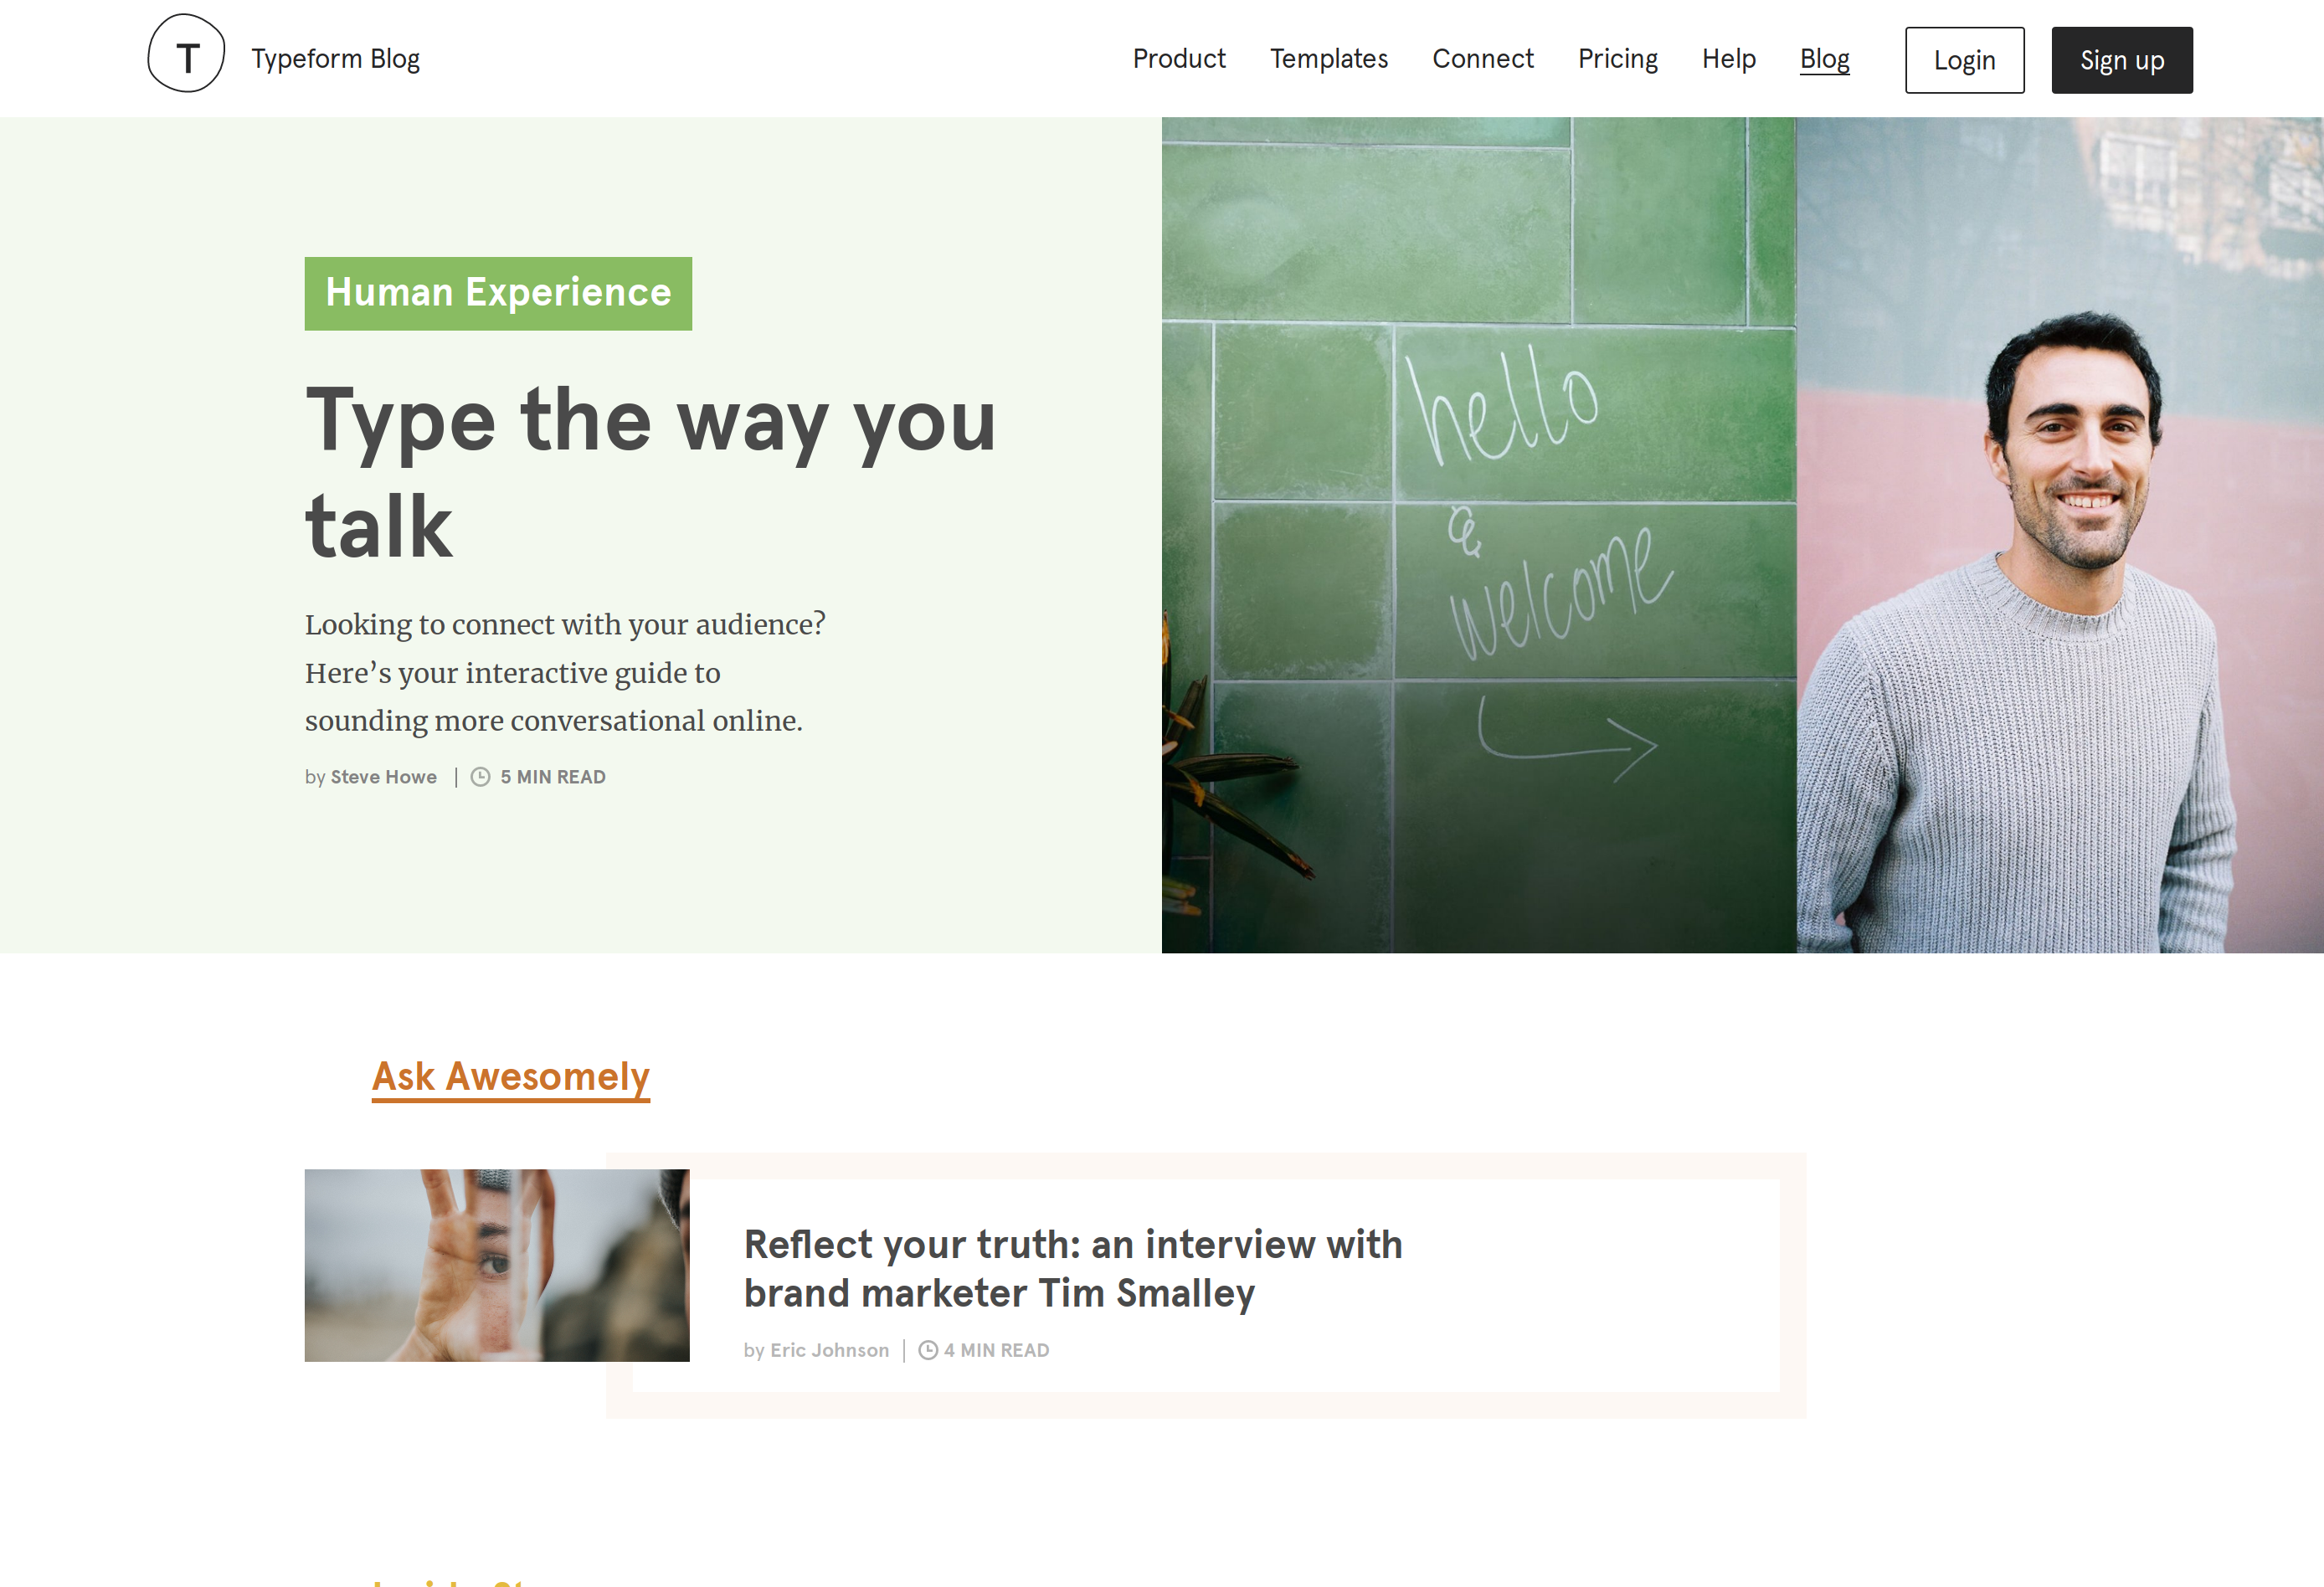 T
Typeform Blog
Product
Templates
Connect
Pricing
Help
Blog
Login
Sign up
Human Experience
Type the way you
talk
Looking to connect with your audience?
Here’s your interactive guide to
sounding more conversational online.
by Steve Howe | 5 MIN READ
hello
&
welcome
Ask Awesomely
Reflect your truth: an interview with
brand marketer Tim Smalley
by Eric Johnson | 4 MIN READ